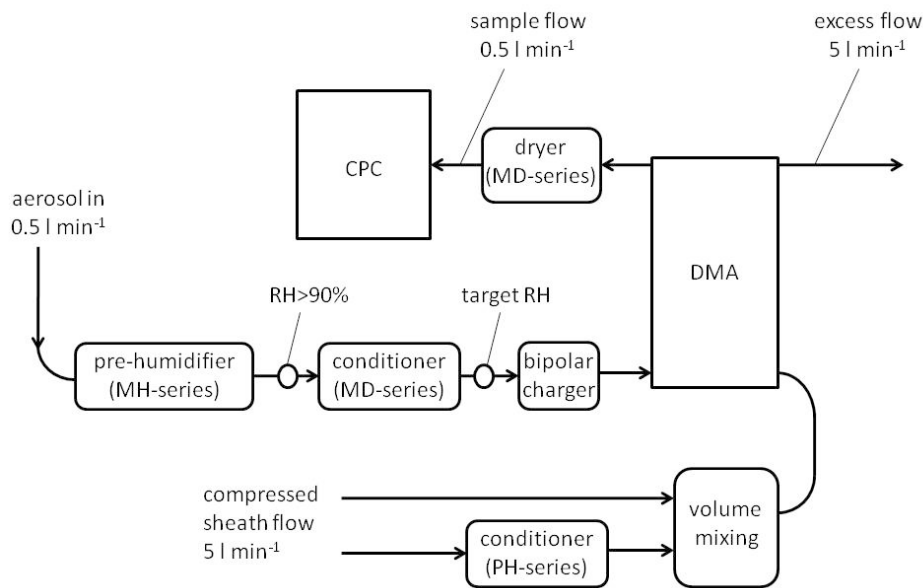 sample flow
0.5 l min-1
excess flow
5 l min-1
CPC
dryer
(MD-series)
aerosol in
0.5 l min-1
DMA
RH>90%
target RH
pre-humidifier
(MH-series)
conditioner
(MD-series)
bipolar
charger
compressed
sheath flow
5 l min-1
conditioner
(PH-series)
volume
mixing